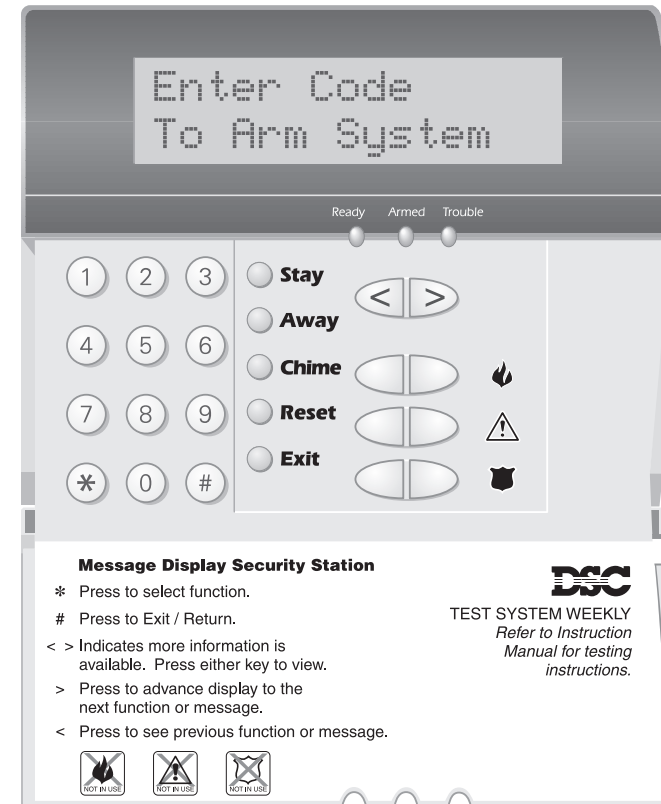 Enter Code
To Arm System
Ready Armed Trouble
1 2 3
4 5 6
7 8 9
* 0 #
Stay
Away
Chime
Reset
Exit
< >
Message Display Security Station
* Press to select function.
# Press to Exit / Return.
< > Indicates more information is
available. Press either key to view.
> Press to advance display to the
next function or message.
< Press to see previous function or message.
NOT IN USE NOT IN USE NOT IN USE
DSC
TEST SYSTEM WEEKLY
Refer to Instruction
Manual for testing
instructions.